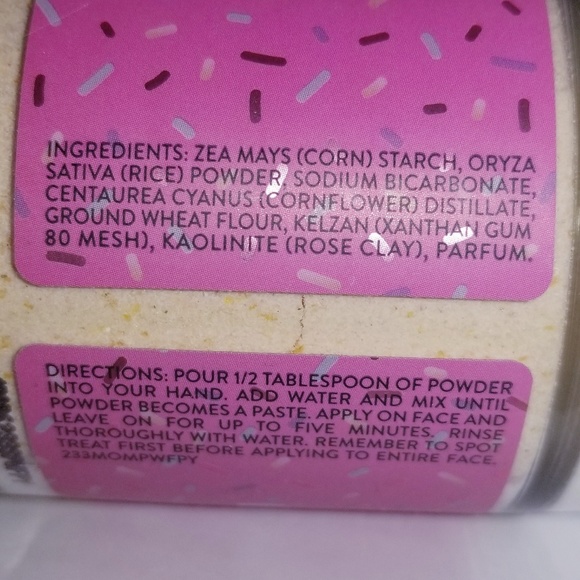 INGREDIENTS: ZEA MAYS (CORN) STARCH, ORYZA
SATIVA (RICE) POWDER, SODIUM BICARBONATE,
CENTAUREA CYANUS (CORNFLOWER) DISTILLATE,
GROUND WHEAT FLOUR, KELZAN (XANTHAN GUM
80 MESH), KAOLINITE (ROSE CLAY), PARFUM.
DIRECTIONS: POUR 1/2 TABLESPOON OF POWDER
INTO YOUR HAND. ADD WATER AND MIX UNTIL
POWDER BECOMES A PASTE. APPLY ON FACE AND
LEAVE ON FOR UP TO FIVE MINUTES. RINSE
THOROUGHLY WITH WATER. REMEMBER TO SPOT
TREAT FIRST BEFORE APPLYING TO ENTIRE FACE.
233MOMPWFPY